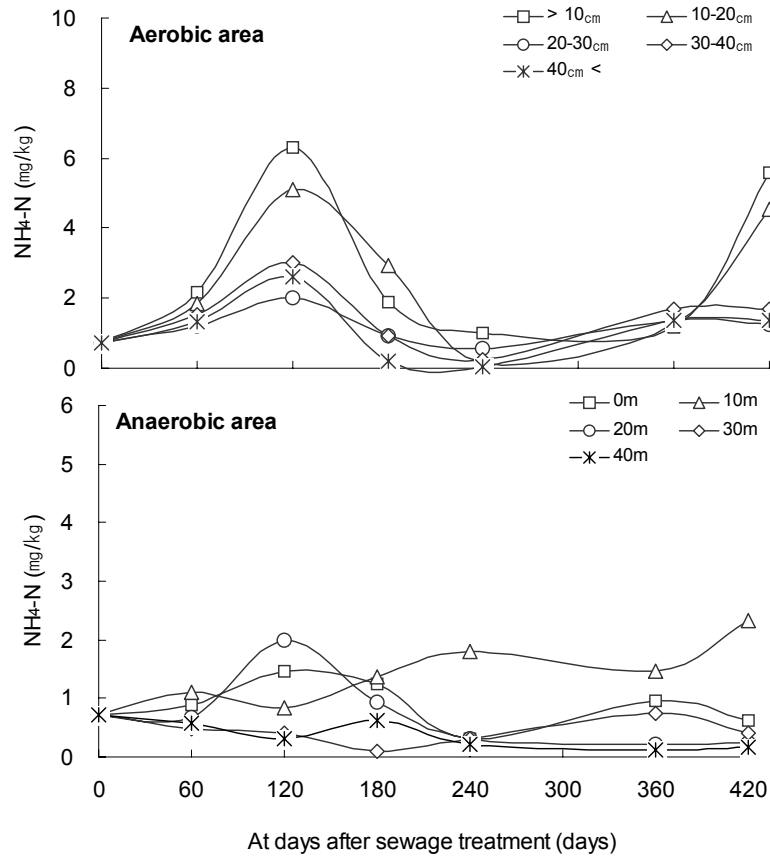 Aerobic area
> 10㎝
10-20㎝
20-30㎝
30-40㎝
40㎝ <
10
8
6
4
2
0
NH₄-N (㎎/㎏)
Anaerobic area
0m
10m
20m
30m
40m
6
5
4
3
2
1
0
NH₄-N (㎎/㎏)
0 60 120 180 240 300 360 420
At days after sewage treatment (days)